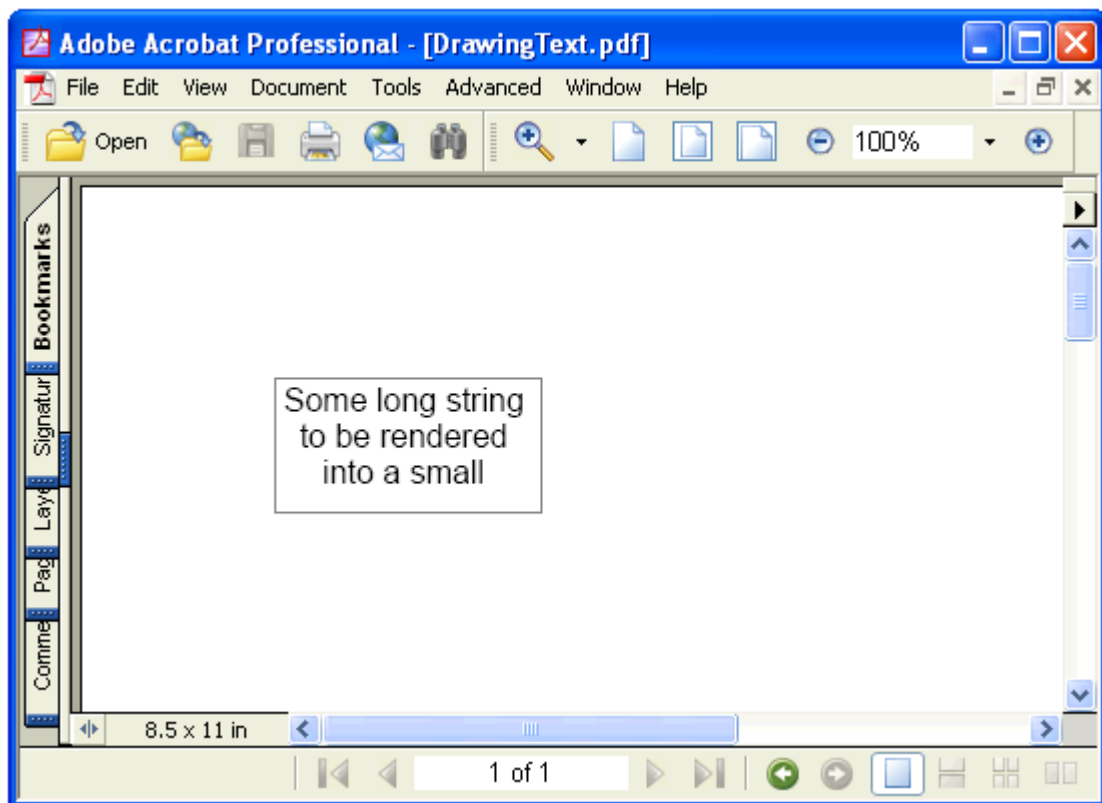 Adobe Acrobat Professional - [DrawingText.pdf]
File Edit View Document Tools Advanced Window Help
Open 100%
Bookmarks
Signatur
Laye
Pag
Comme
Some long string
to be rendered
into a small
8.5 x 11 in
1 of 1